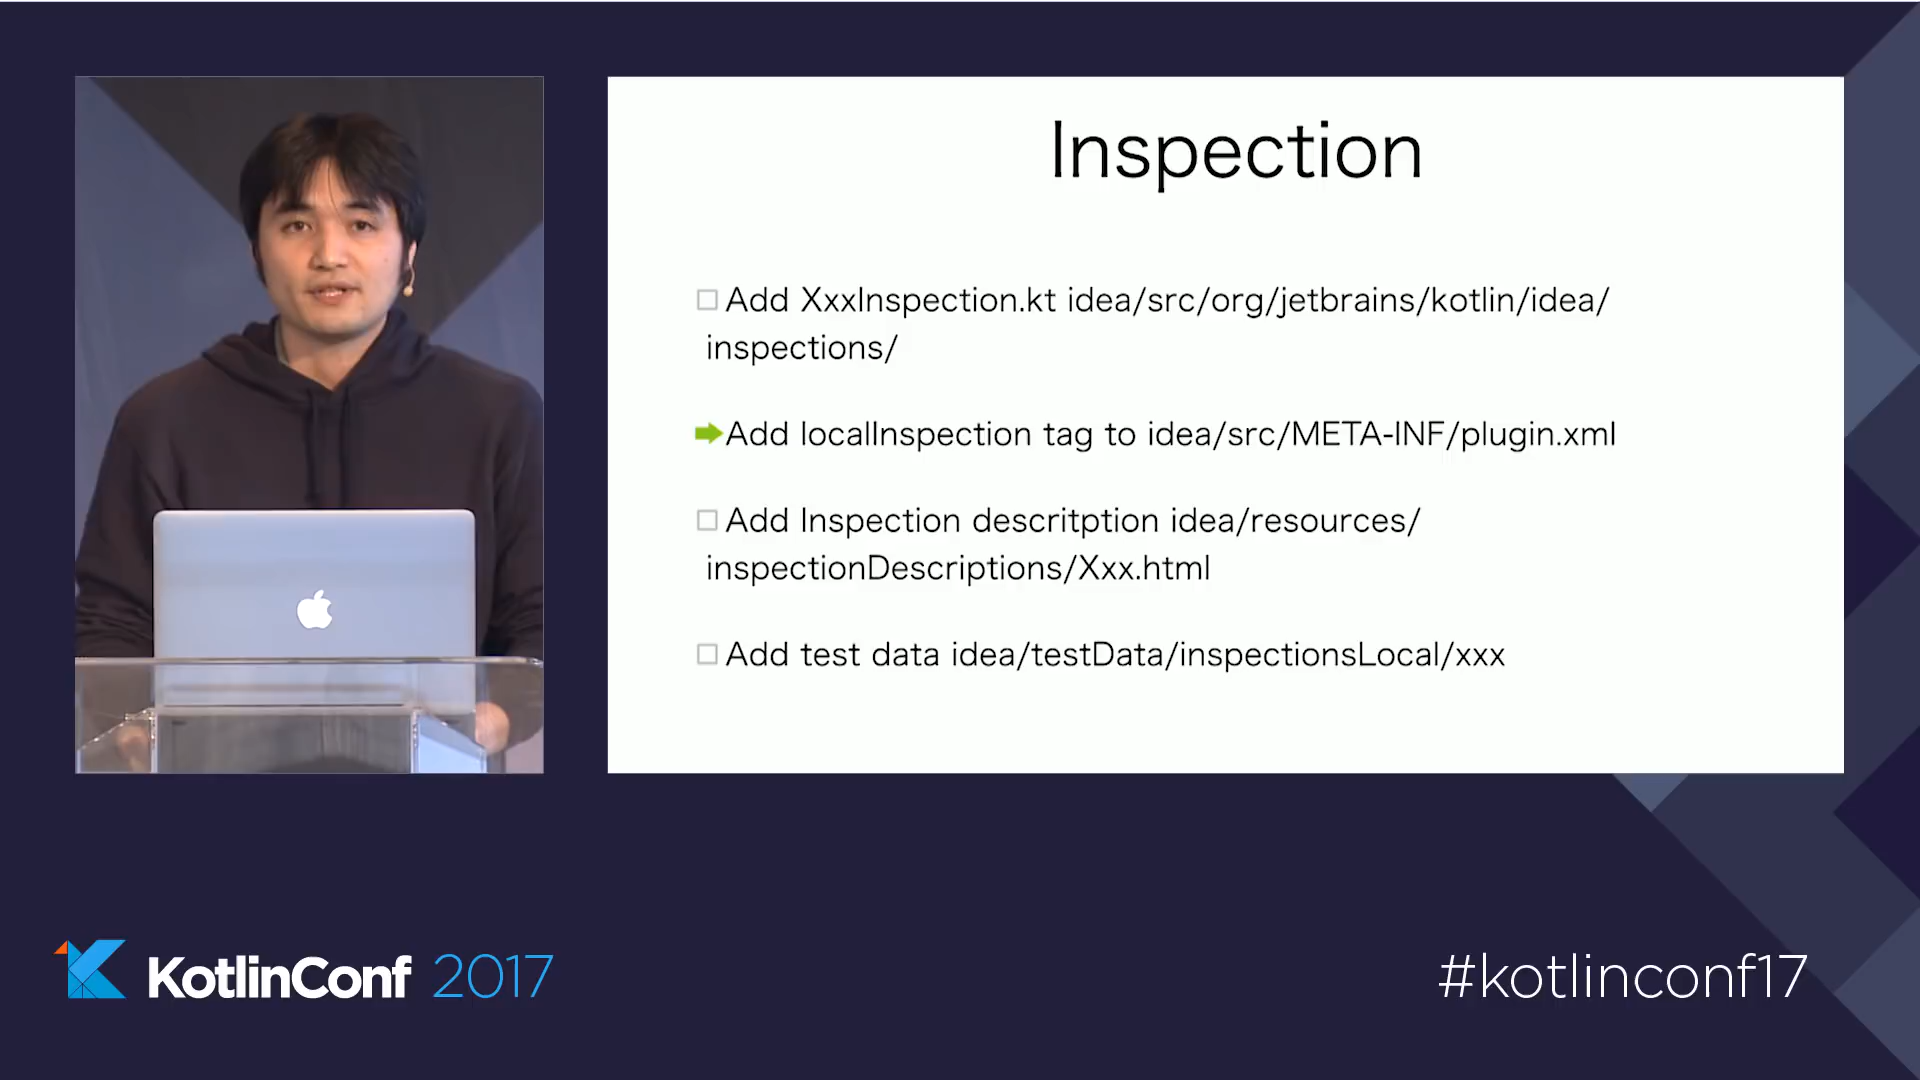 Inspection
Add XxxInspection.kt idea/src/org/jetbrains/kotlin/idea/
inspections/
Add localInspection tag to idea/src/META-INF/plugin.xml
Add Inspection descritption idea/resources/
inspectionDescriptions/Xxx.html
Add test data idea/testData/inspectionsLocal/xxx
KotlinConf 2017
#kotlinconf17